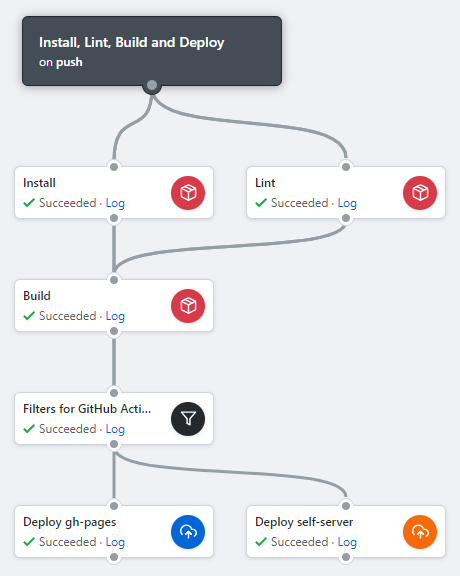 Install, Lint, Build and Deploy
on push
Install
Succeeded · Log
Lint
Succeeded · Log
Build
Succeeded · Log
Filters for GitHub Acti...
Succeeded · Log
Deploy gh-pages
Succeeded · Log
Deploy self-server
Succeeded · Log